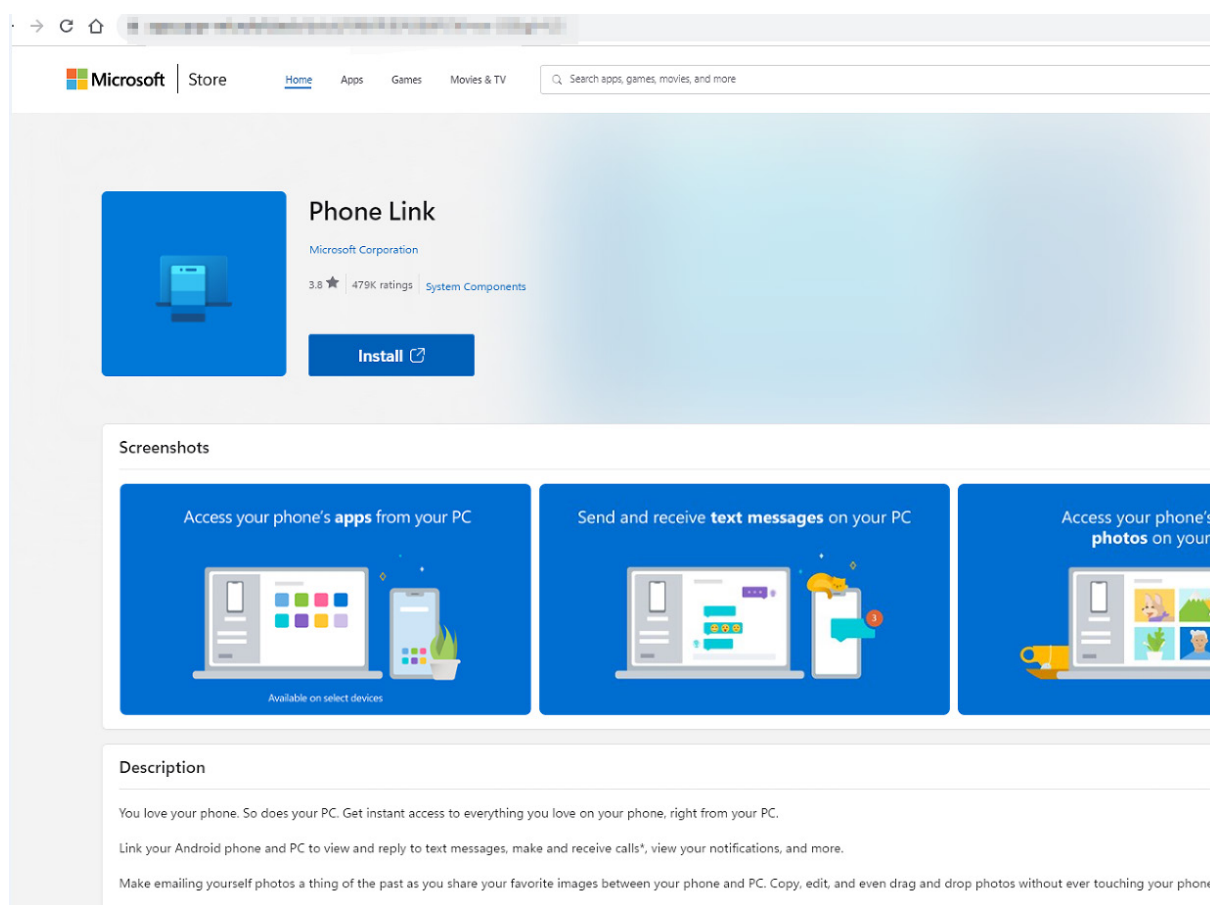 Microsoft Store Home Apps Games Movies & TV Search apps, games, movies, and more
Phone Link
Microsoft Corporation
3.8 ★ 479K ratings System Components
Install
Screenshots
Access your phone's apps from your PC
Available on select devices
Send and receive text messages on your PC
3
Access your phone's
photos on your
Description
You love your phone. So does your PC. Get instant access to everything you love on your phone, right from your PC.
Link your Android phone and PC to view and reply to text messages, make and receive calls*, view your notifications, and more.
Make emailing yourself photos a thing of the past as you share your favorite images between your phone and PC. Copy, edit, and even drag and drop photos without ever touching your phone